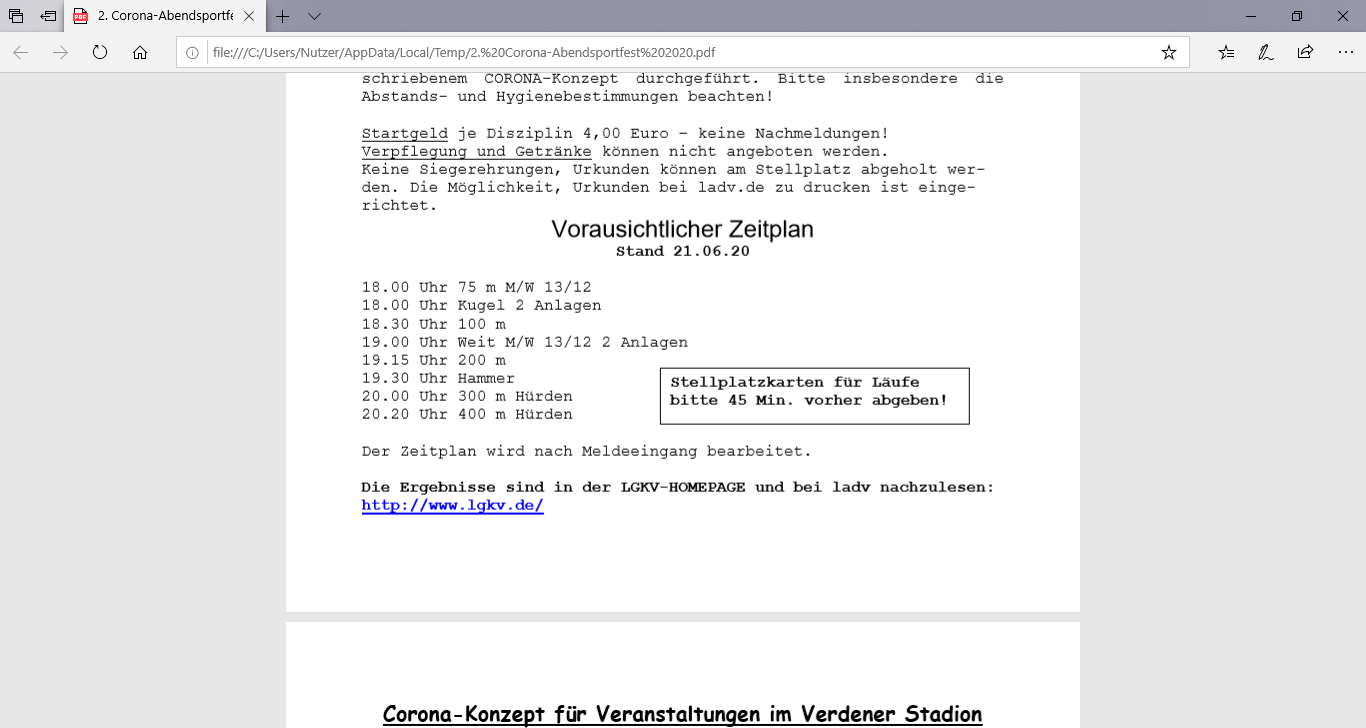 2. Corona-Abendsportfe
file:///C:/Users/Nutzer/AppData/Local/Temp/2.%20Corona-Abendsportfest%202020.pdf
schriebenem CORONA-Konzept durchgeführt. Bitte insbesondere die
Abstands- und Hygienebestimmungen beachten!
Startgeld je Disziplin 4,00 Euro – keine Nachmeldungen!
Verpflegung und Getränke können nicht angeboten werden.
Keine Siegerehrungen, Urkunden können am Stellplatz abgeholt wer-
den. Die Möglichkeit, Urkunden bei ladv.de zu drucken ist einge-
richtet.
Vorausichtlicher Zeitplan
Stand 21.06.20
18.00 Uhr 75 m M/W 13/12
18.00 Uhr Kugel 2 Anlagen
18.30 Uhr 100 m
19.00 Uhr Weit M/W 13/12 2 Anlagen
19.15 Uhr 200 m
19.30 Uhr Hammer
20.00 Uhr 300 m Hürden
20.20 Uhr 400 m Hürden
Stellplatzkarten für Läufe
bitte 45 Min. vorher abgeben!
Der Zeitplan wird nach Meldeeingang bearbeitet.
Die Ergebnisse sind in der LGKV-HOMEPAGE und bei ladv nachzulesen:
http://www.lgkv.de/
Corona-Konzept für Veranstaltungen im Verdener Stadion